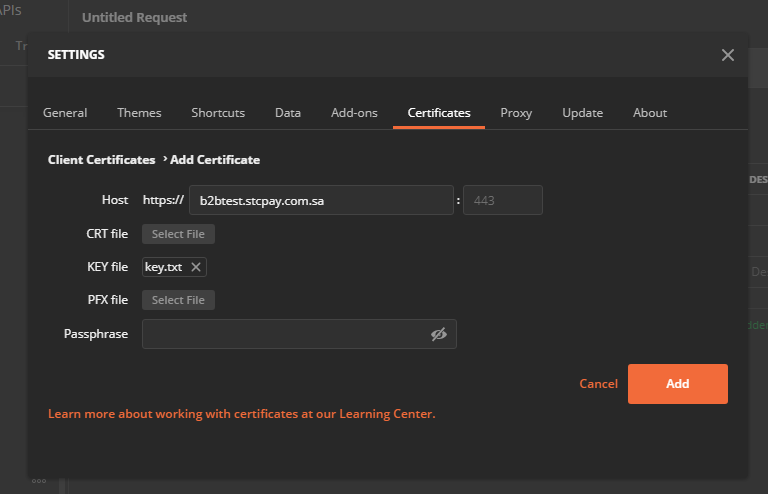 APIs
Untitled Request
Tr
SETTINGS
General Themes Shortcuts Data Add-ons Certificates Proxy Update About
Client Certificates › Add Certificate
Host https:// b2btest.stcpay.com.sa : 443
DES
CRT file Select File
KEY file key.txt
De
PFX file Select File
dden
Passphrase
Cancel Add
Learn more about working with certificates at our Learning Center.